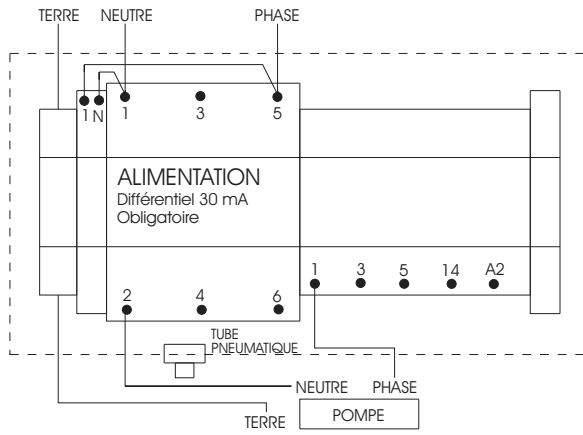 TERRE NEUTRE PHASE
1 N 1 3 5
ALIMENTATION
Différentiel 30 mA
Obligatoire
1 3 5 14 A2
2 4 6
TUBE
PNEUMATIQUE
NEUTRE PHASE
TERRE POMPE